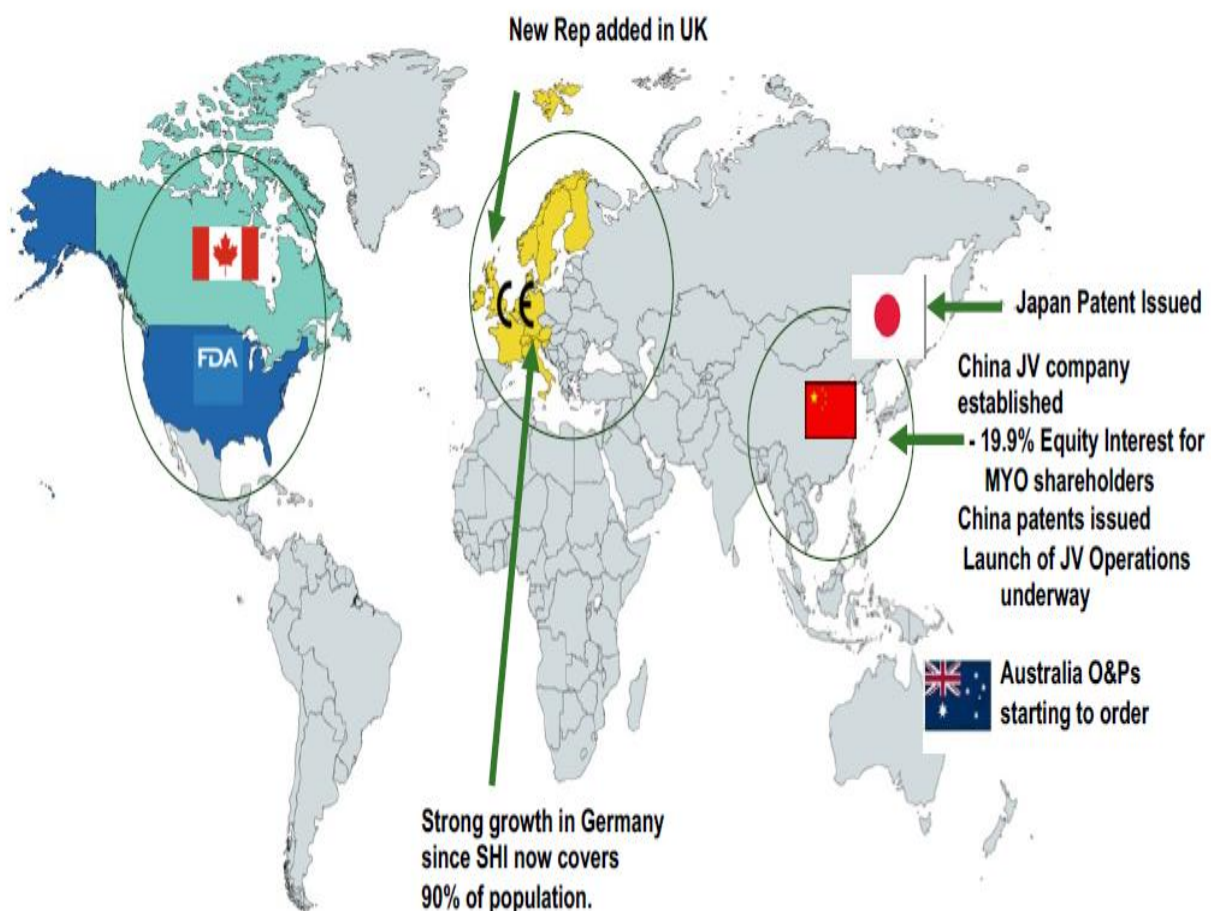 New Rep added in UK
FDA
CE
Japan Patent Issued
China JV company
established
- 19.9% Equity Interest for
MYO shareholders
China patents issued
Launch of JV Operations
underway
Australia O&Ps
starting to order
Strong growth in Germany
since SHI now covers
90% of population.